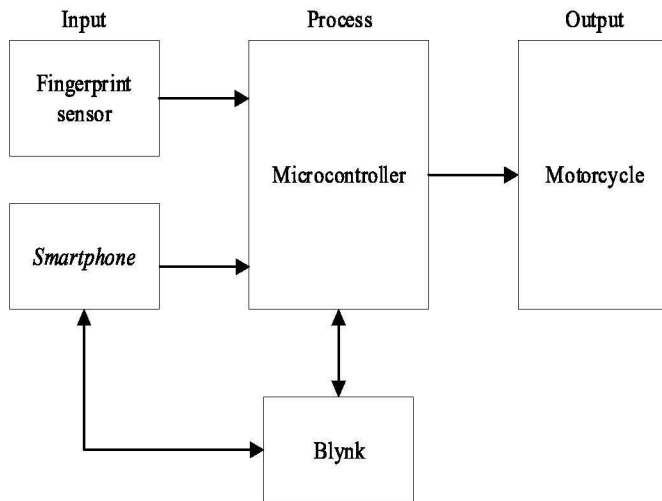 Input
Process
Output
Fingerprint
sensor
Microcontroller
Motorcycle
Smartphone
Blynk